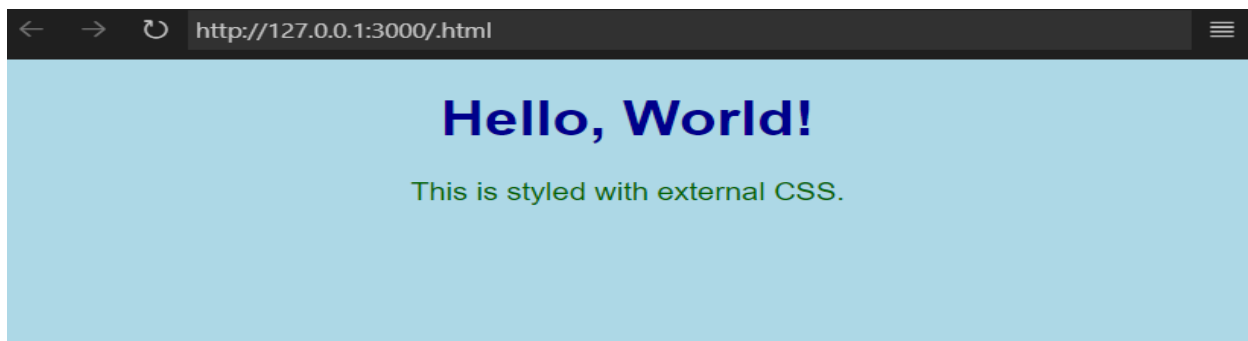 http://127.0.0.1:3000/.html
Hello, World!
This is styled with external CSS.